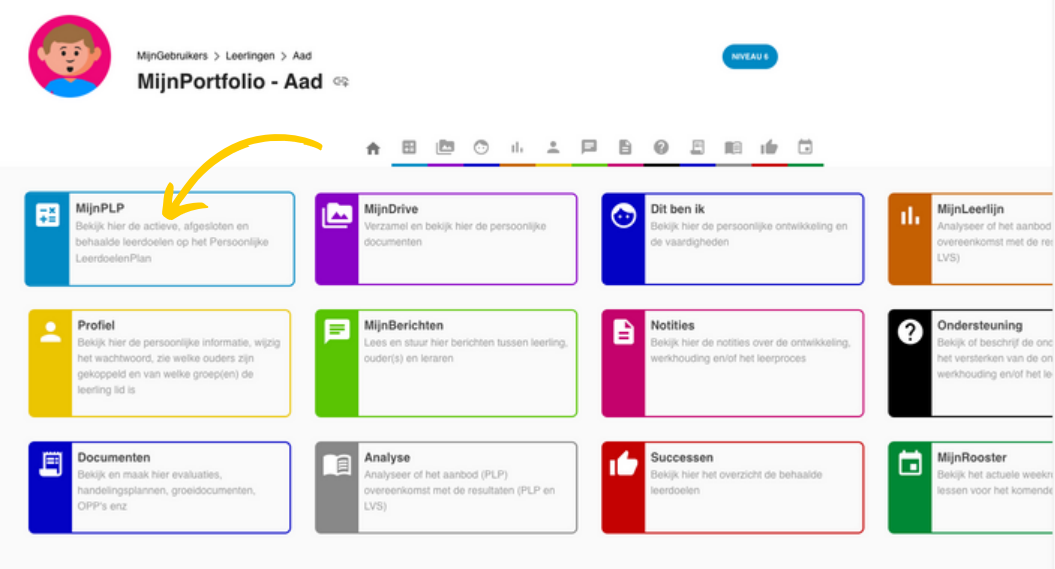 MijnGebruikers > Leerlingen > Aad
MijnPortfolio - Aad
NIVEAU 6
MijnPLP
Bekijk hier de actieve, afgesloten en
behaalde leerdoelen op het Persoonlijke
LeerdoelenPlan
MijnDrive
Verzamel en bekijk hier de persoonlijke
documenten
Dit ben ik
Bekijk hier de persoonlijke ontwikkeling en
de vaardigheden
MijnLeerlijn
Analyseer of het aanbod
overeenkomst met de
LVS)
Profiel
Bekijk hier de persoonlijke informatie, wijzig
het wachtwoord, zie welke ouders zijn
gekoppeld en van welke groep(en) de
leerling lid is
MijnBerichten
Lees en stuur hier berichten tussen leerling,
ouder(s) en leraren
Notities
Bekijk hier de notities over de ontwikkeling,
werkhouding en/of het leerproces
Ondersteuning
Bekijk of beschrijf de
het versterken van de
werkhouding en/of het
Documenten
Bekijk en maak hier evaluaties,
handelingsplannen, groeidocumenten,
OPP's enz
Analyse
Analyseer of het aanbod (PLP)
overeenkomst met de resultaten (PLP en
LVS)
Successen
Bekijk hier het overzicht de behaalde
leerdoelen
MijnRooster
Bekijk het actuele
lessen voor het komende